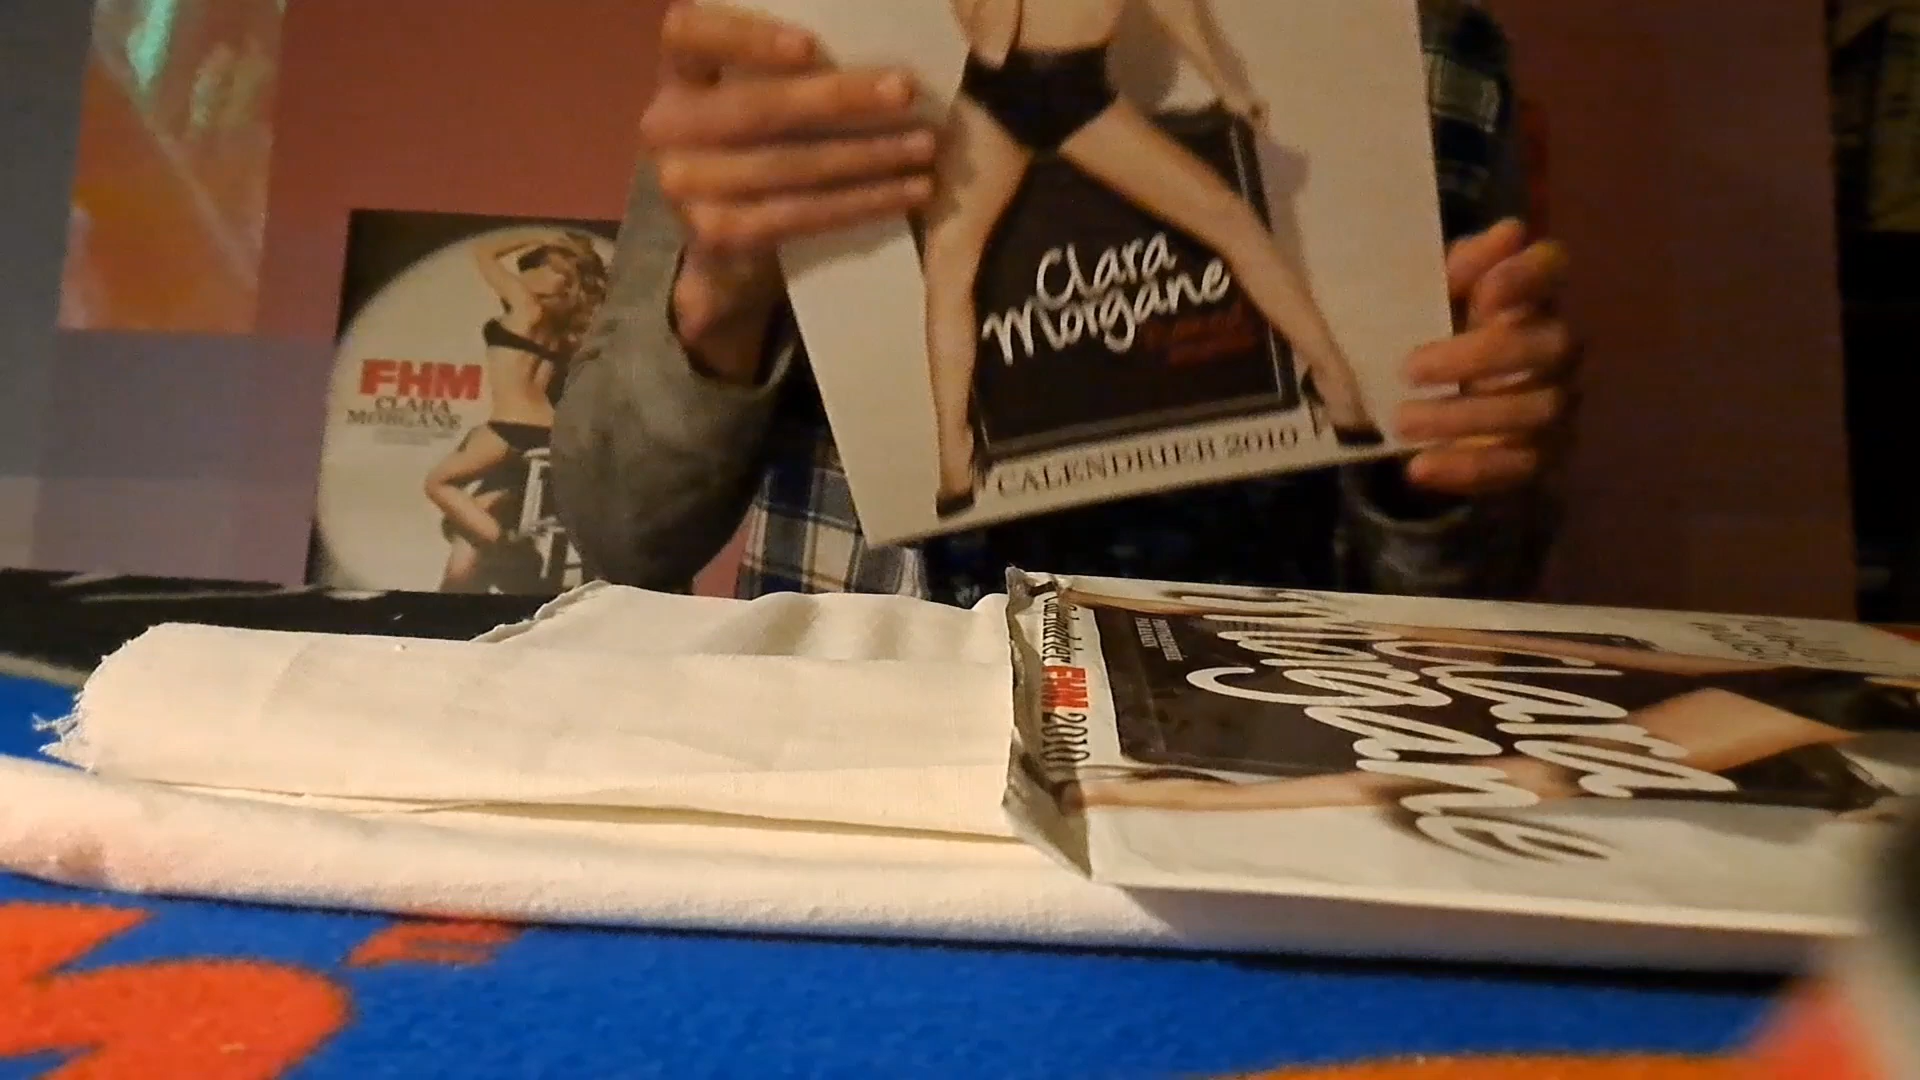 FHM
CLARA
MORGANE
Clara
Morgane
CALENDRIER 2010
Calendrier FHM 2010
Clara
Morgane